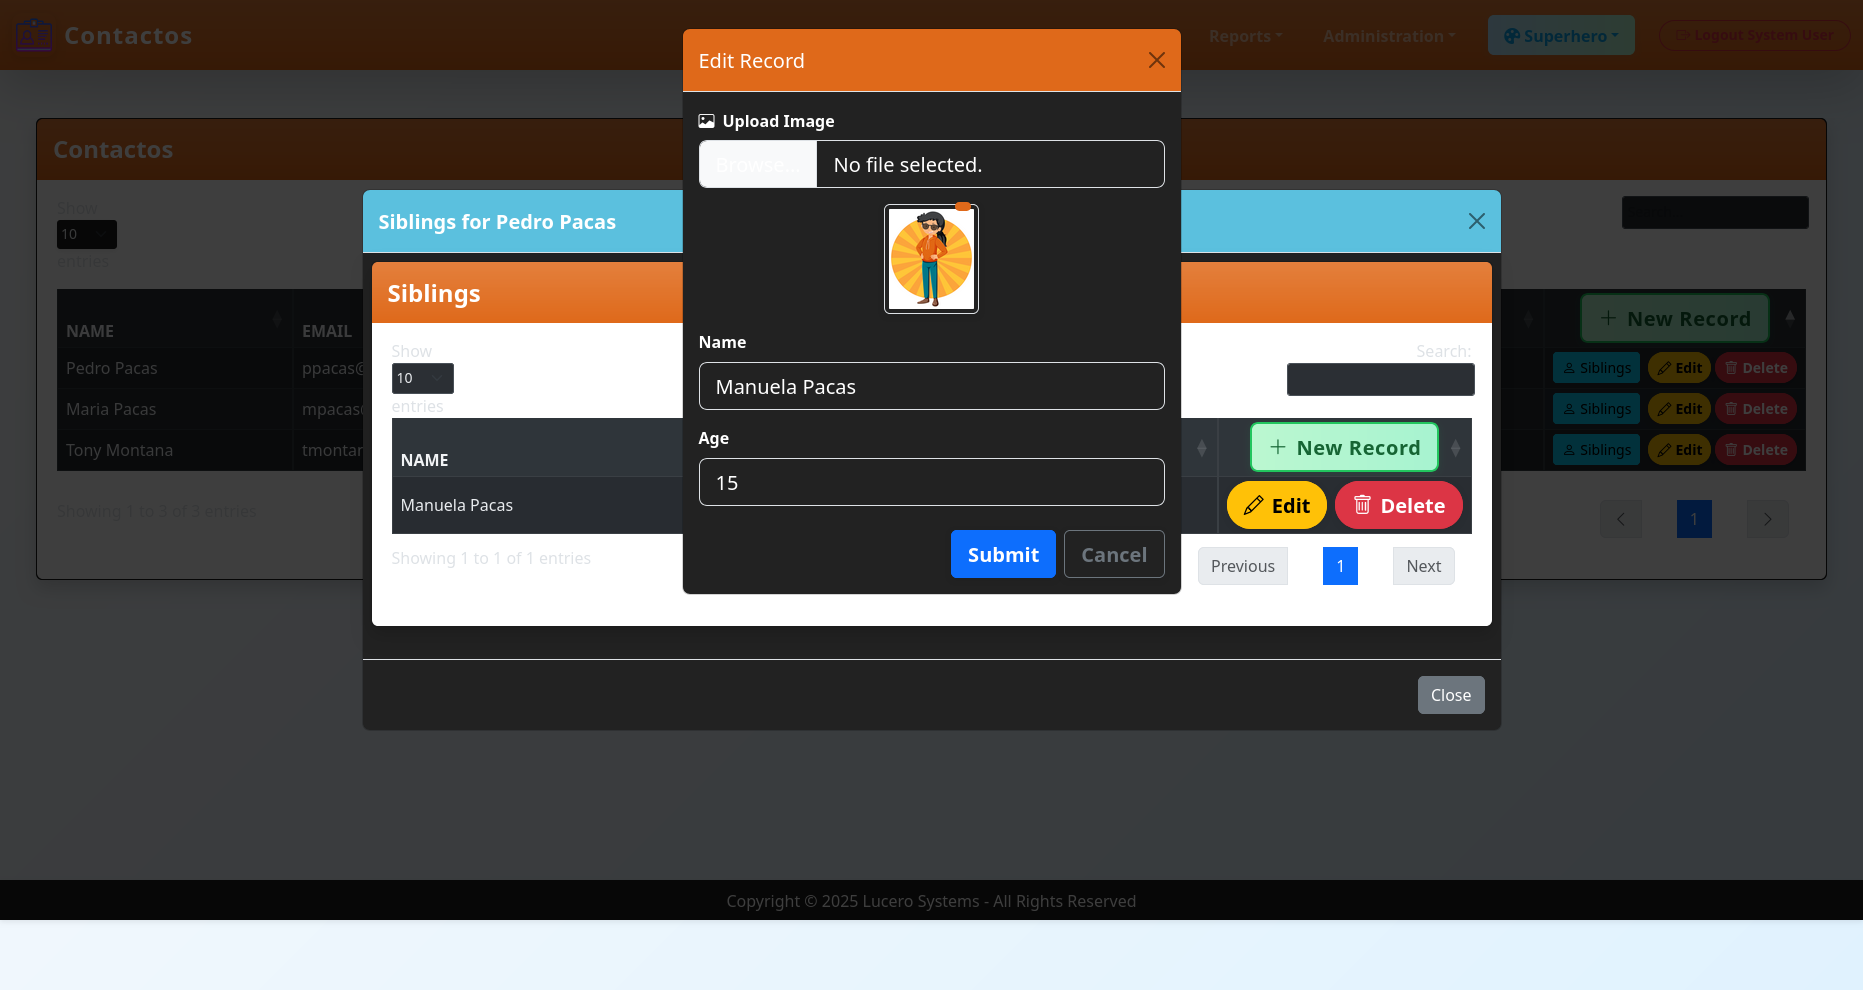 Contactos
Reports
Administration
Superhero
Logout System User
Edit Record
Upload Image
Browse...
No file selected.
Contactos
Show
10
entries
Siblings for Pedro Pacas
Siblings
Show
10
entries
Search:
Name
Manuela Pacas
Age
15
Submit
Cancel
NAME
EMAIL
New Record
Pedro Pacas
ppacas@
Siblings
Edit
Delete
Maria Pacas
mpacas
Siblings
Edit
Delete
Tony Montana
tmontar
Siblings
Edit
Delete
Showing 1 to 3 of 3 entries
1
NAME
New Record
Manuela Pacas
Edit
Delete
Showing 1 to 1 of 1 entries
Previous
1
Next
Close
Copyright © 2025 Lucero Systems - All Rights Reserved